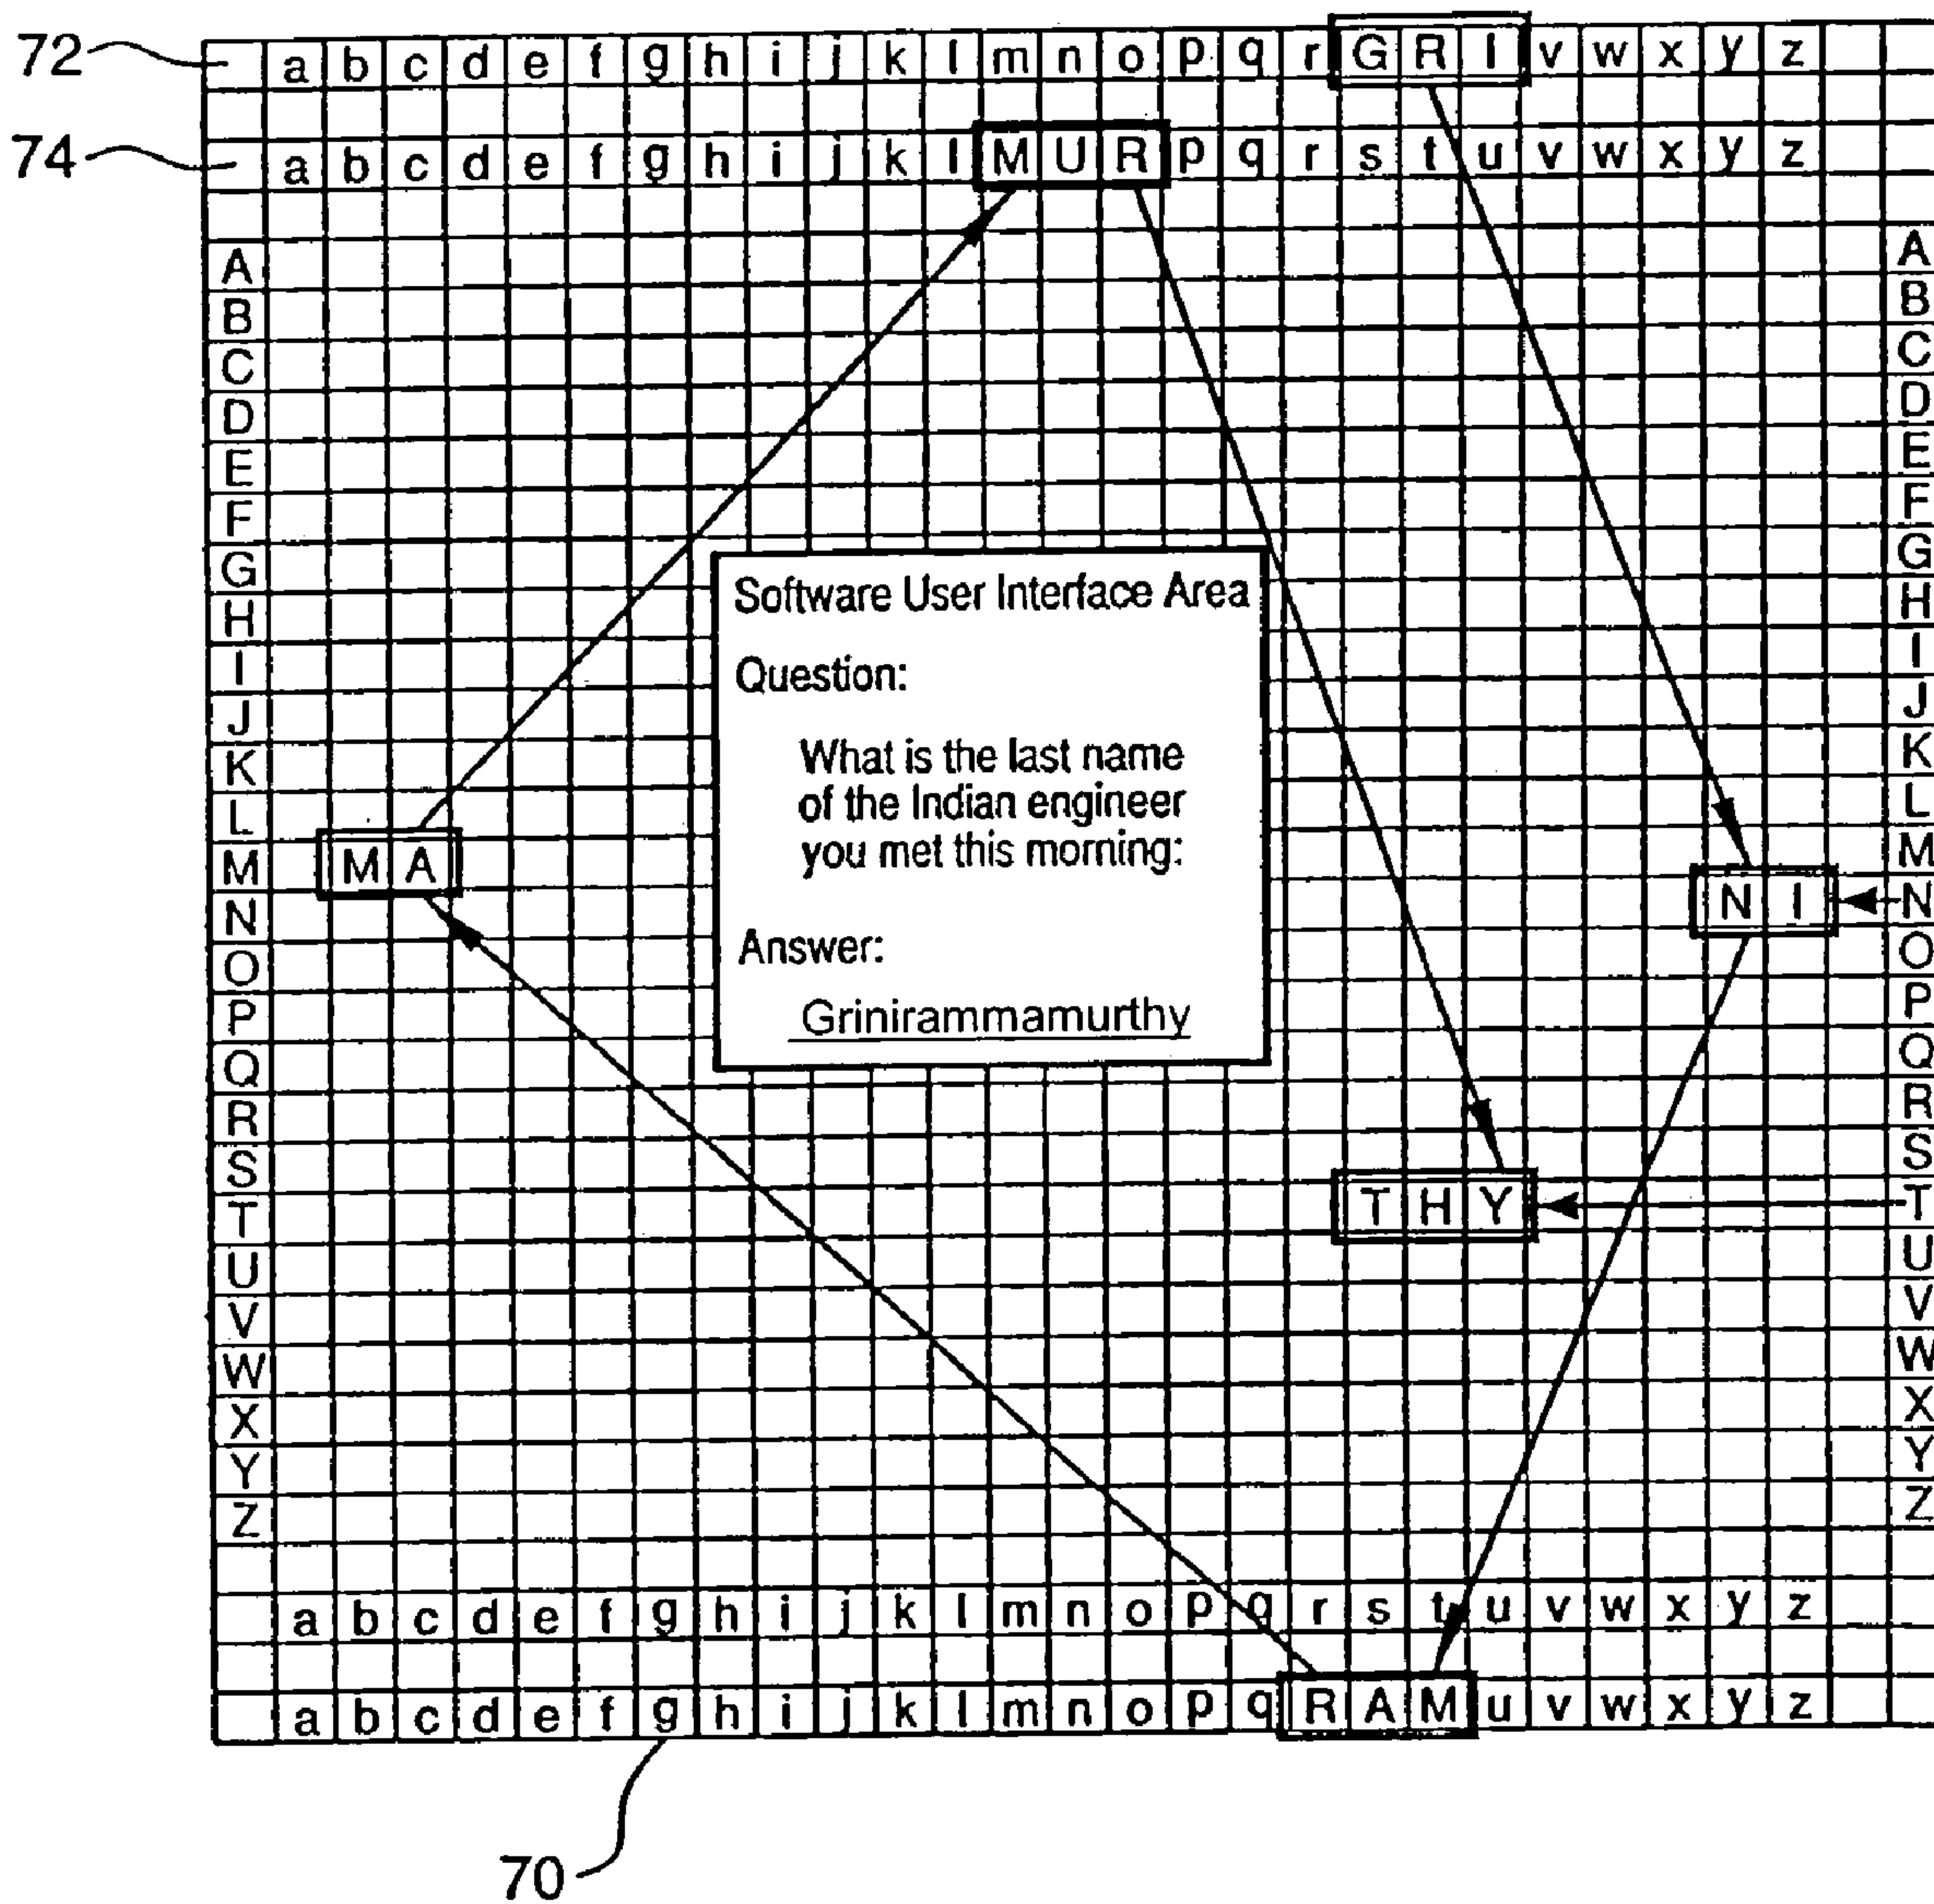 72 a b c d e f g h i j k l m n o p q r G R I v w x y z
74 a b c d e f g h i j k l M U R p q r s t u v w x y z
A A
B B
C C
D D
E E
F F
G G
H H
I I
J J
K K
L L
M M A M
N N I N
O O
P P
Q Q
R R
S S
T T H Y T
U U
V V
W W
X X
Y Y
Z Z
Software User Interface Area
Question:
What is the last name
of the Indian engineer
you met this morning:
Answer:
Grinirammamurthy
a b c d e f g h i j k l m n o p q r s t u v w x y z
a b c d e f g h i j k l m n o p q R A M u v w x y z
70